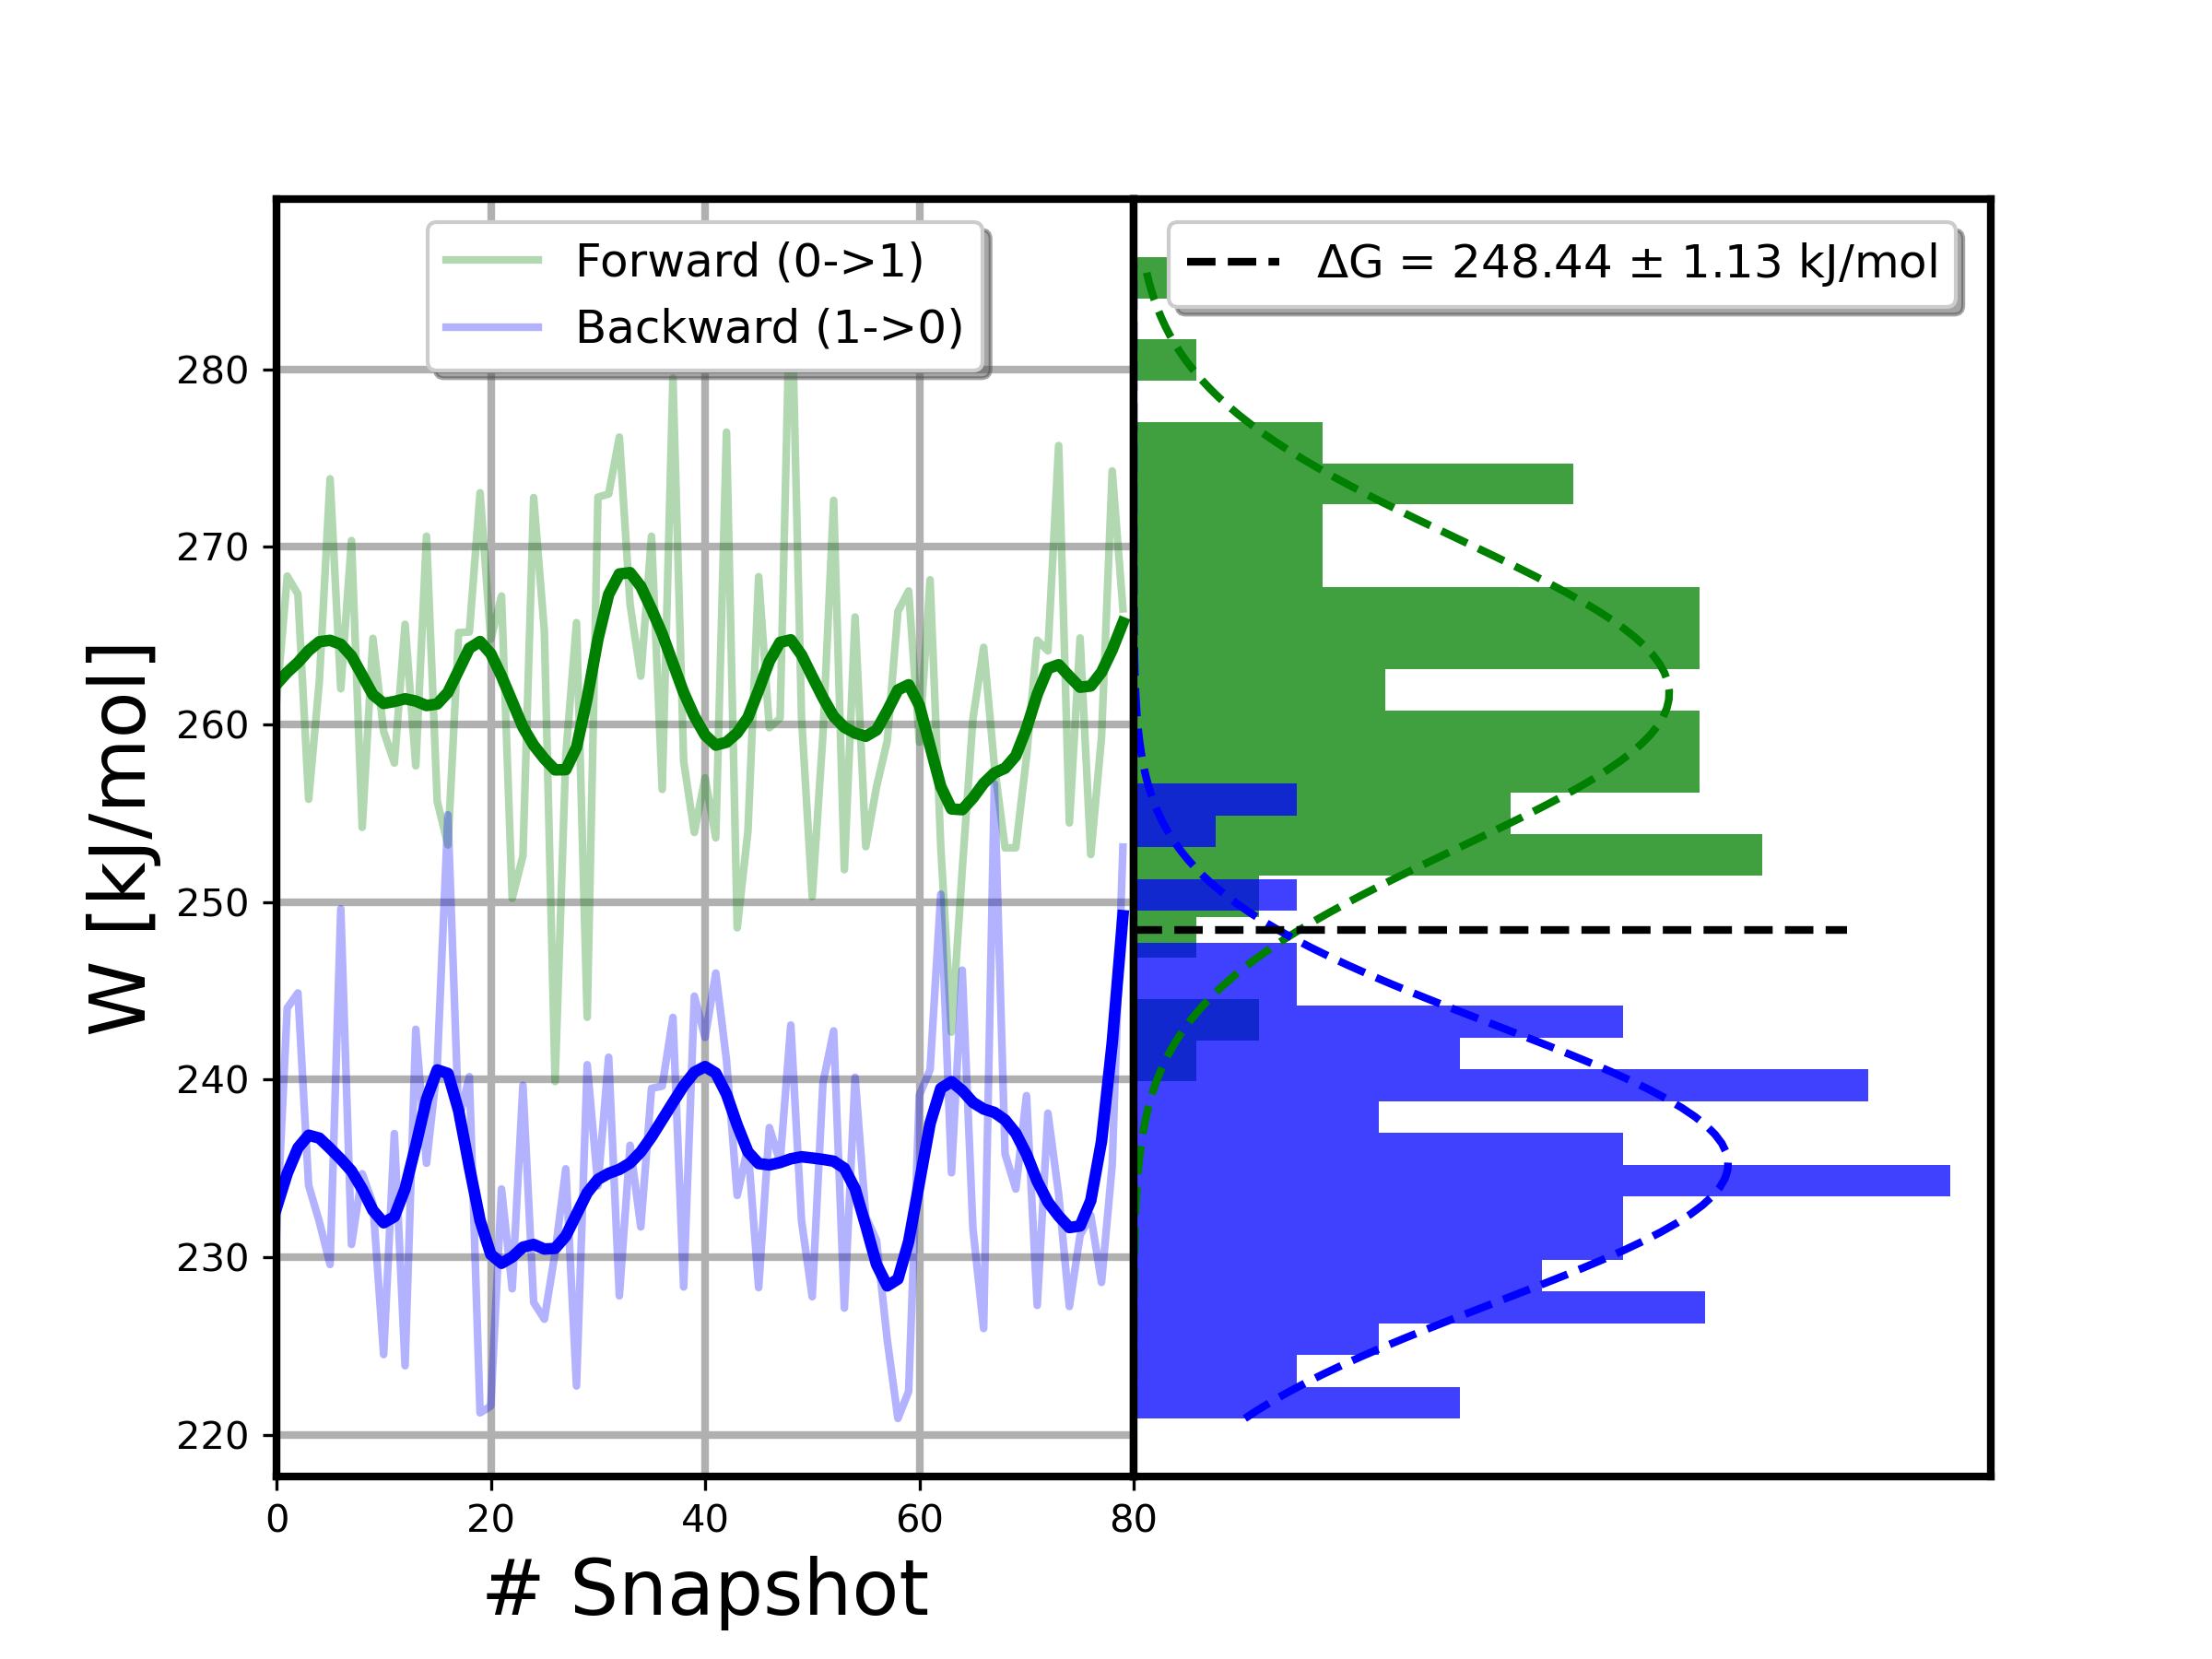 Forward (0->1)
Backward (1->0)
ΔG = 248.44 ± 1.13 kJ/mol
W [kJ/mol]
280
270
260
250
240
230
220
0 20 40 60 80
# Snapshot